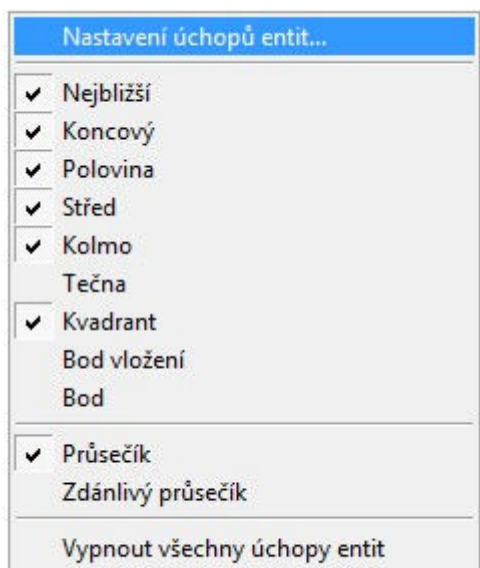 Nastavení úchopů entit...
Nejbližší
Koncový
Polovina
Střed
Kolmo
Tečna
Kvadrant
Bod vložení
Bod
Průsečík
Zdánlivý průsečík
Vypnout všechny úchopy entit